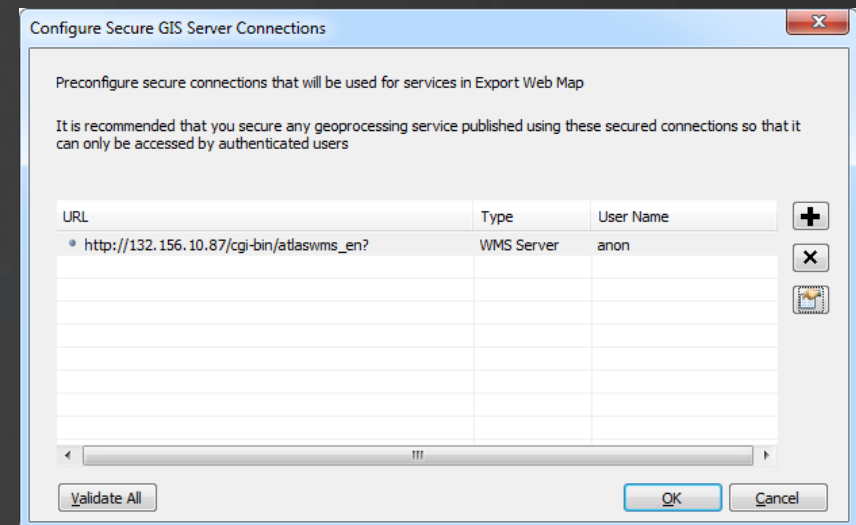 Configure Secure GIS Server Connections
Preconfigure secure connections that will be used for services in Export Web Map
It is recommended that you secure any geoprocessing service published using these secured connections so that it
can only be accessed by authenticated users
URL Type User Name
http://132.156.10.87/cgi-bin/atlaswms_en? WMS Server anon
Validate All OK Cancel